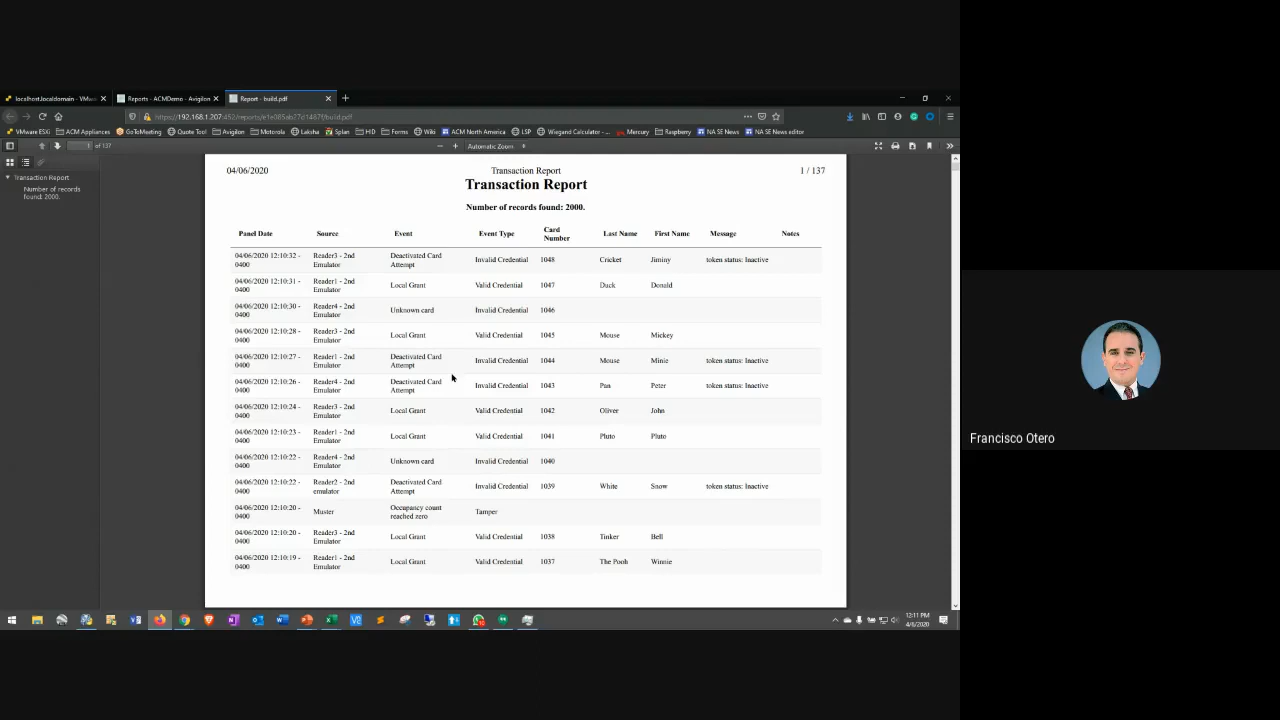 localhost.localdomain - VMwa
Reports - ACMDemo - Avigilon
Report - build.pdf
https://192.168.1.207:452/reports/e1e085ab27c1467f/build.pdf
VMware ESXi ACM Appliances GoToMeeting Quote Tool Avigilon Motorola Laksha Splan HID Forms Wiki ACM North America LSP Wiegand Calculator - ... Mercury Raspberry NA SE News NA SE News editor
1 of 137
Automatic Zoom
Transaction Report
Number of records
found: 2000.
04/06/2020 Transaction Report 1 / 137
Transaction Report
Number of records found: 2000.
Panel Date Source Event Event Type Card Number Last Name First Name Message Notes
04/06/2020 12:10:32 - Reader3 - 2nd Deactivated Card
0400 Emulator Attempt Invalid Credential 1048 Cricket Jiminy token status: Inactive
04/06/2020 12:10:31 - Reader1 - 2nd
0400 Emulator Local Grant Valid Credential 1047 Duck Donald
04/06/2020 12:10:30 - Reader4 - 2nd
0400 Emulator Unknown card Invalid Credential 1046
04/06/2020 12:10:28 - Reader3 - 2nd
0400 Emulator Local Grant Valid Credential 1045 Mouse Mickey
04/06/2020 12:10:27 - Reader1 - 2nd Deactivated Card
0400 Emulator Attempt Invalid Credential 1044 Mouse Minie token status: Inactive
04/06/2020 12:10:26 - Reader4 - 2nd Deactivated Card
0400 Emulator Attempt Invalid Credential 1043 Pan Peter token status: Inactive
04/06/2020 12:10:24 - Reader3 - 2nd
0400 Emulator Local Grant Valid Credential 1042 Oliver John
04/06/2020 12:10:23 - Reader1 - 2nd
0400 Emulator Local Grant Valid Credential 1041 Pluto Pluto
04/06/2020 12:10:22 - Reader4 - 2nd
0400 Emulator Unknown card Invalid Credential 1040
04/06/2020 12:10:22 - Reader2 - 2nd Deactivated Card
0400 emulator Attempt Invalid Credential 1039 White Snow token status: Inactive
04/06/2020 12:10:20 - Occupancy count
0400 Muster reached zero Tamper
04/06/2020 12:10:20 - Reader3 - 2nd
0400 Emulator Local Grant Valid Credential 1038 Tinker Bell
04/06/2020 12:10:19 - Reader1 - 2nd
0400 Emulator Local Grant Valid Credential 1037 The Pooh Winnie
Francisco Otero
12:11 PM
4/6/2020